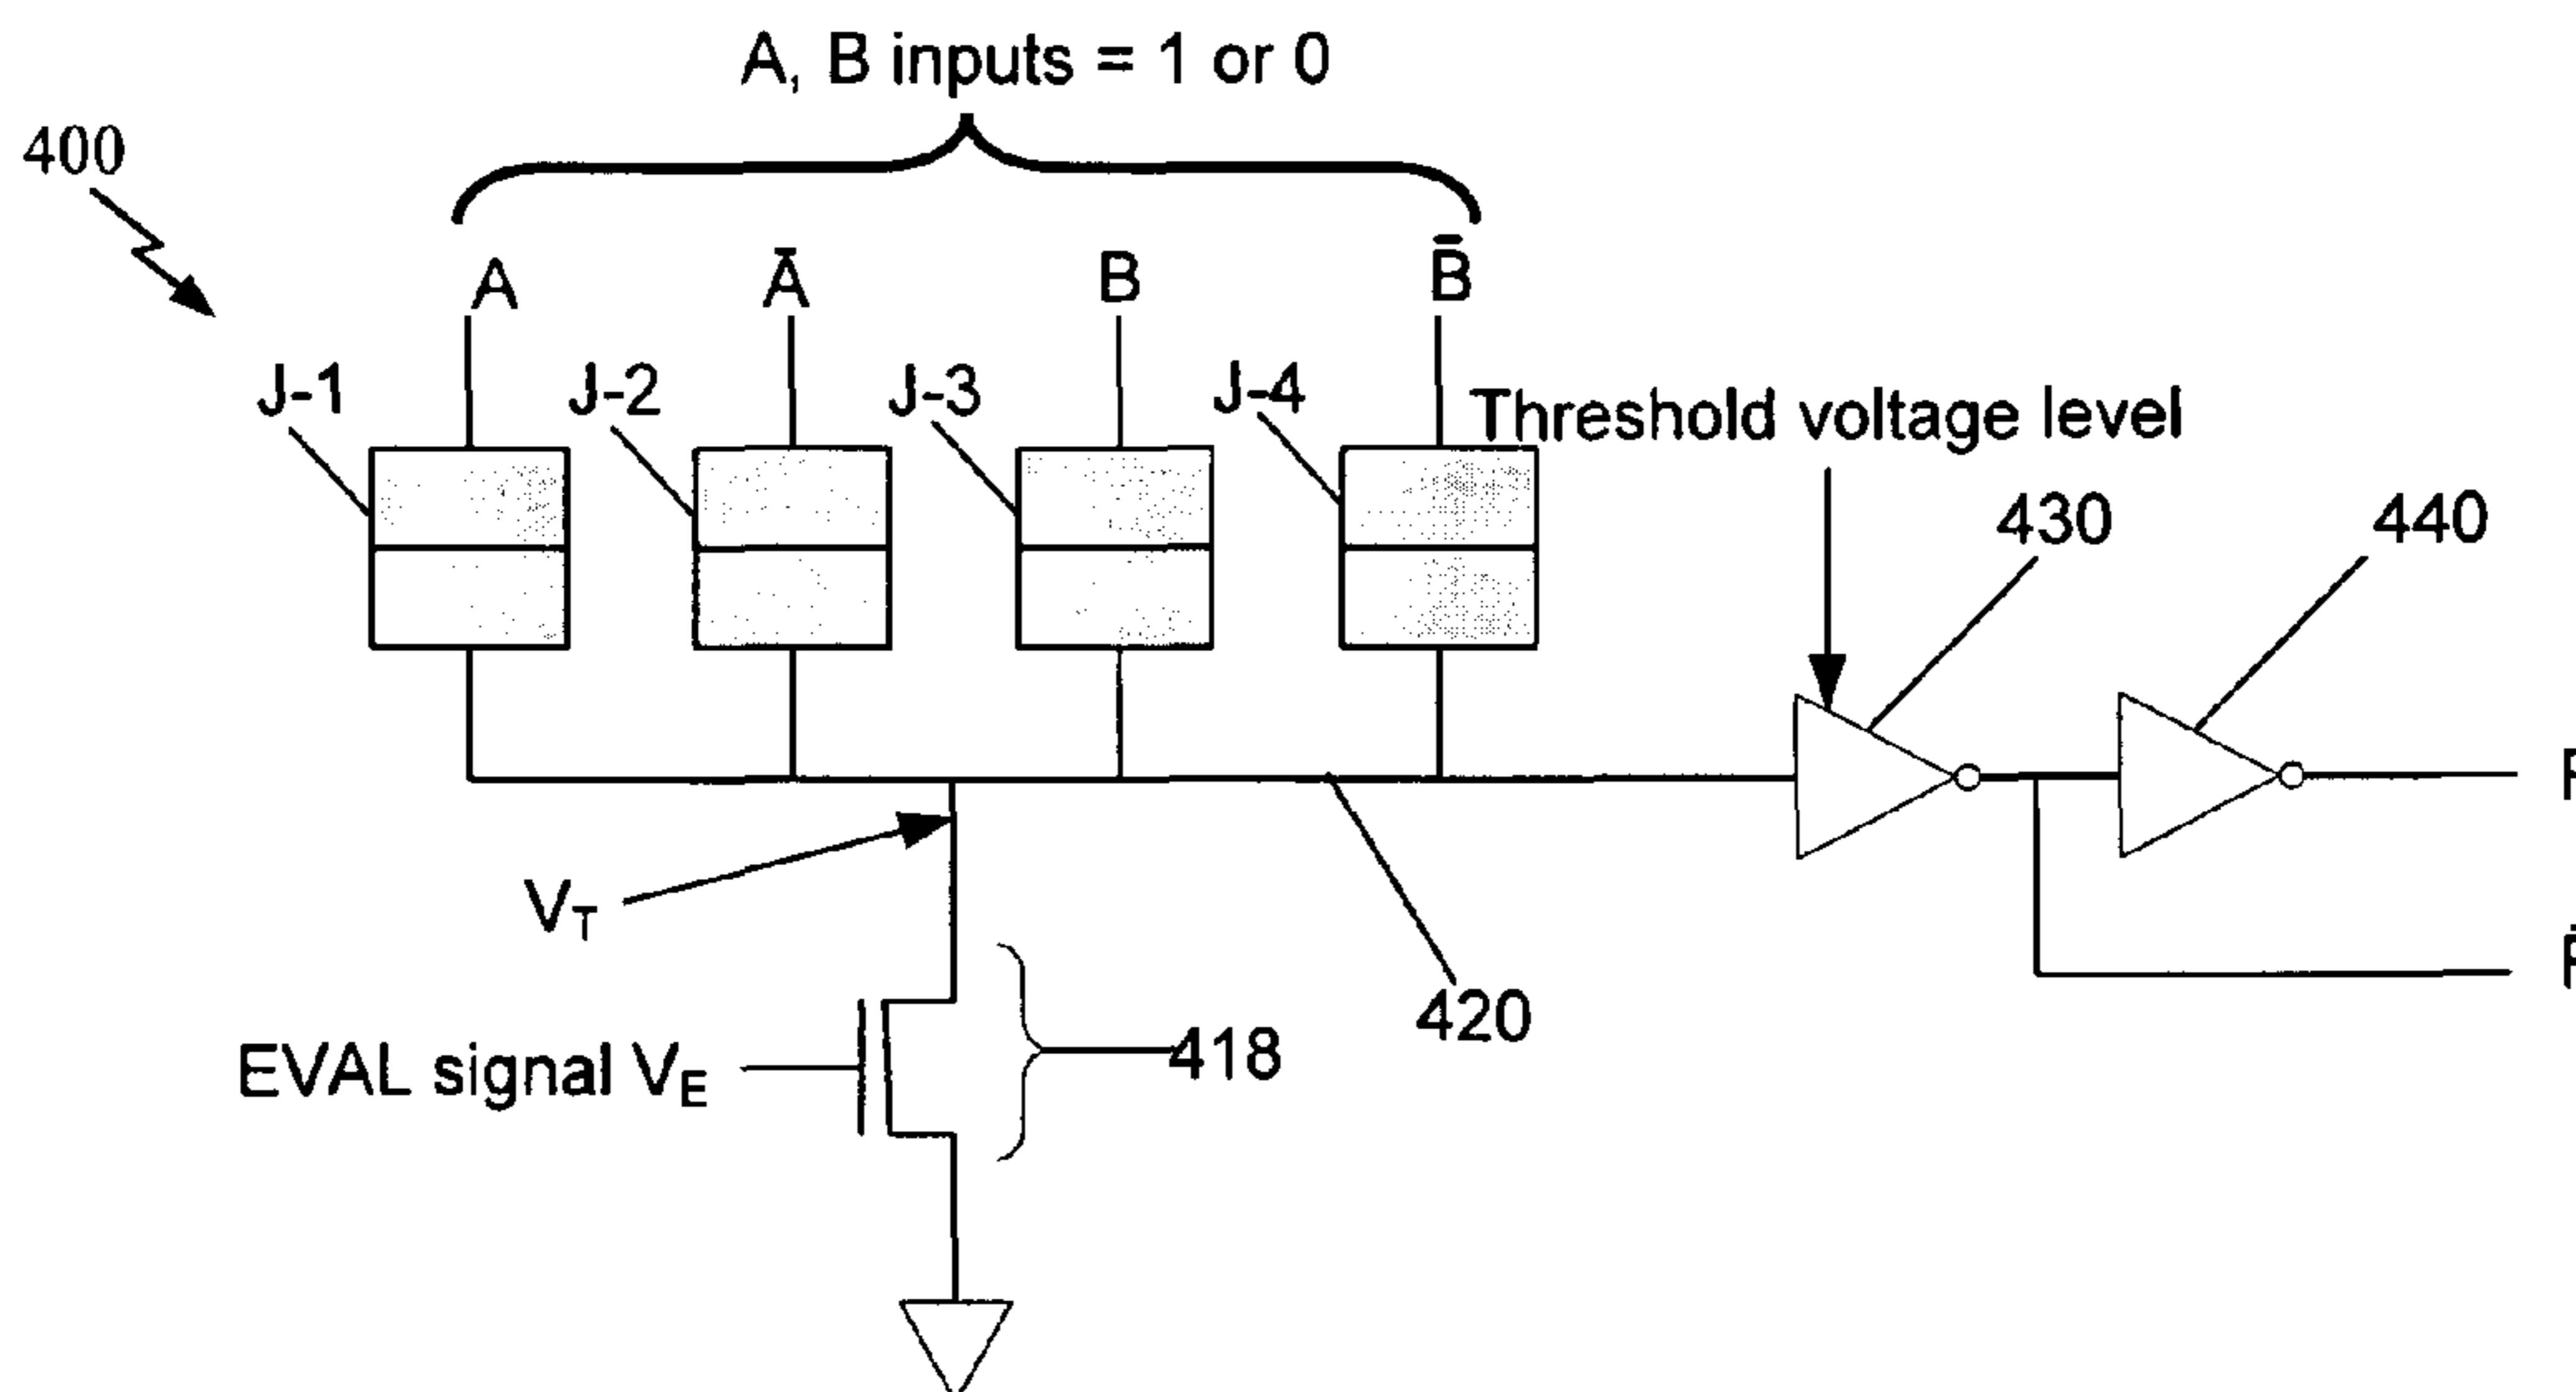 A, B inputs = 1 or 0
400
A Ā B B̄
J-1 J-2 J-3 J-4
Threshold voltage level
430 440
V_T
420
EVAL signal V_E
418